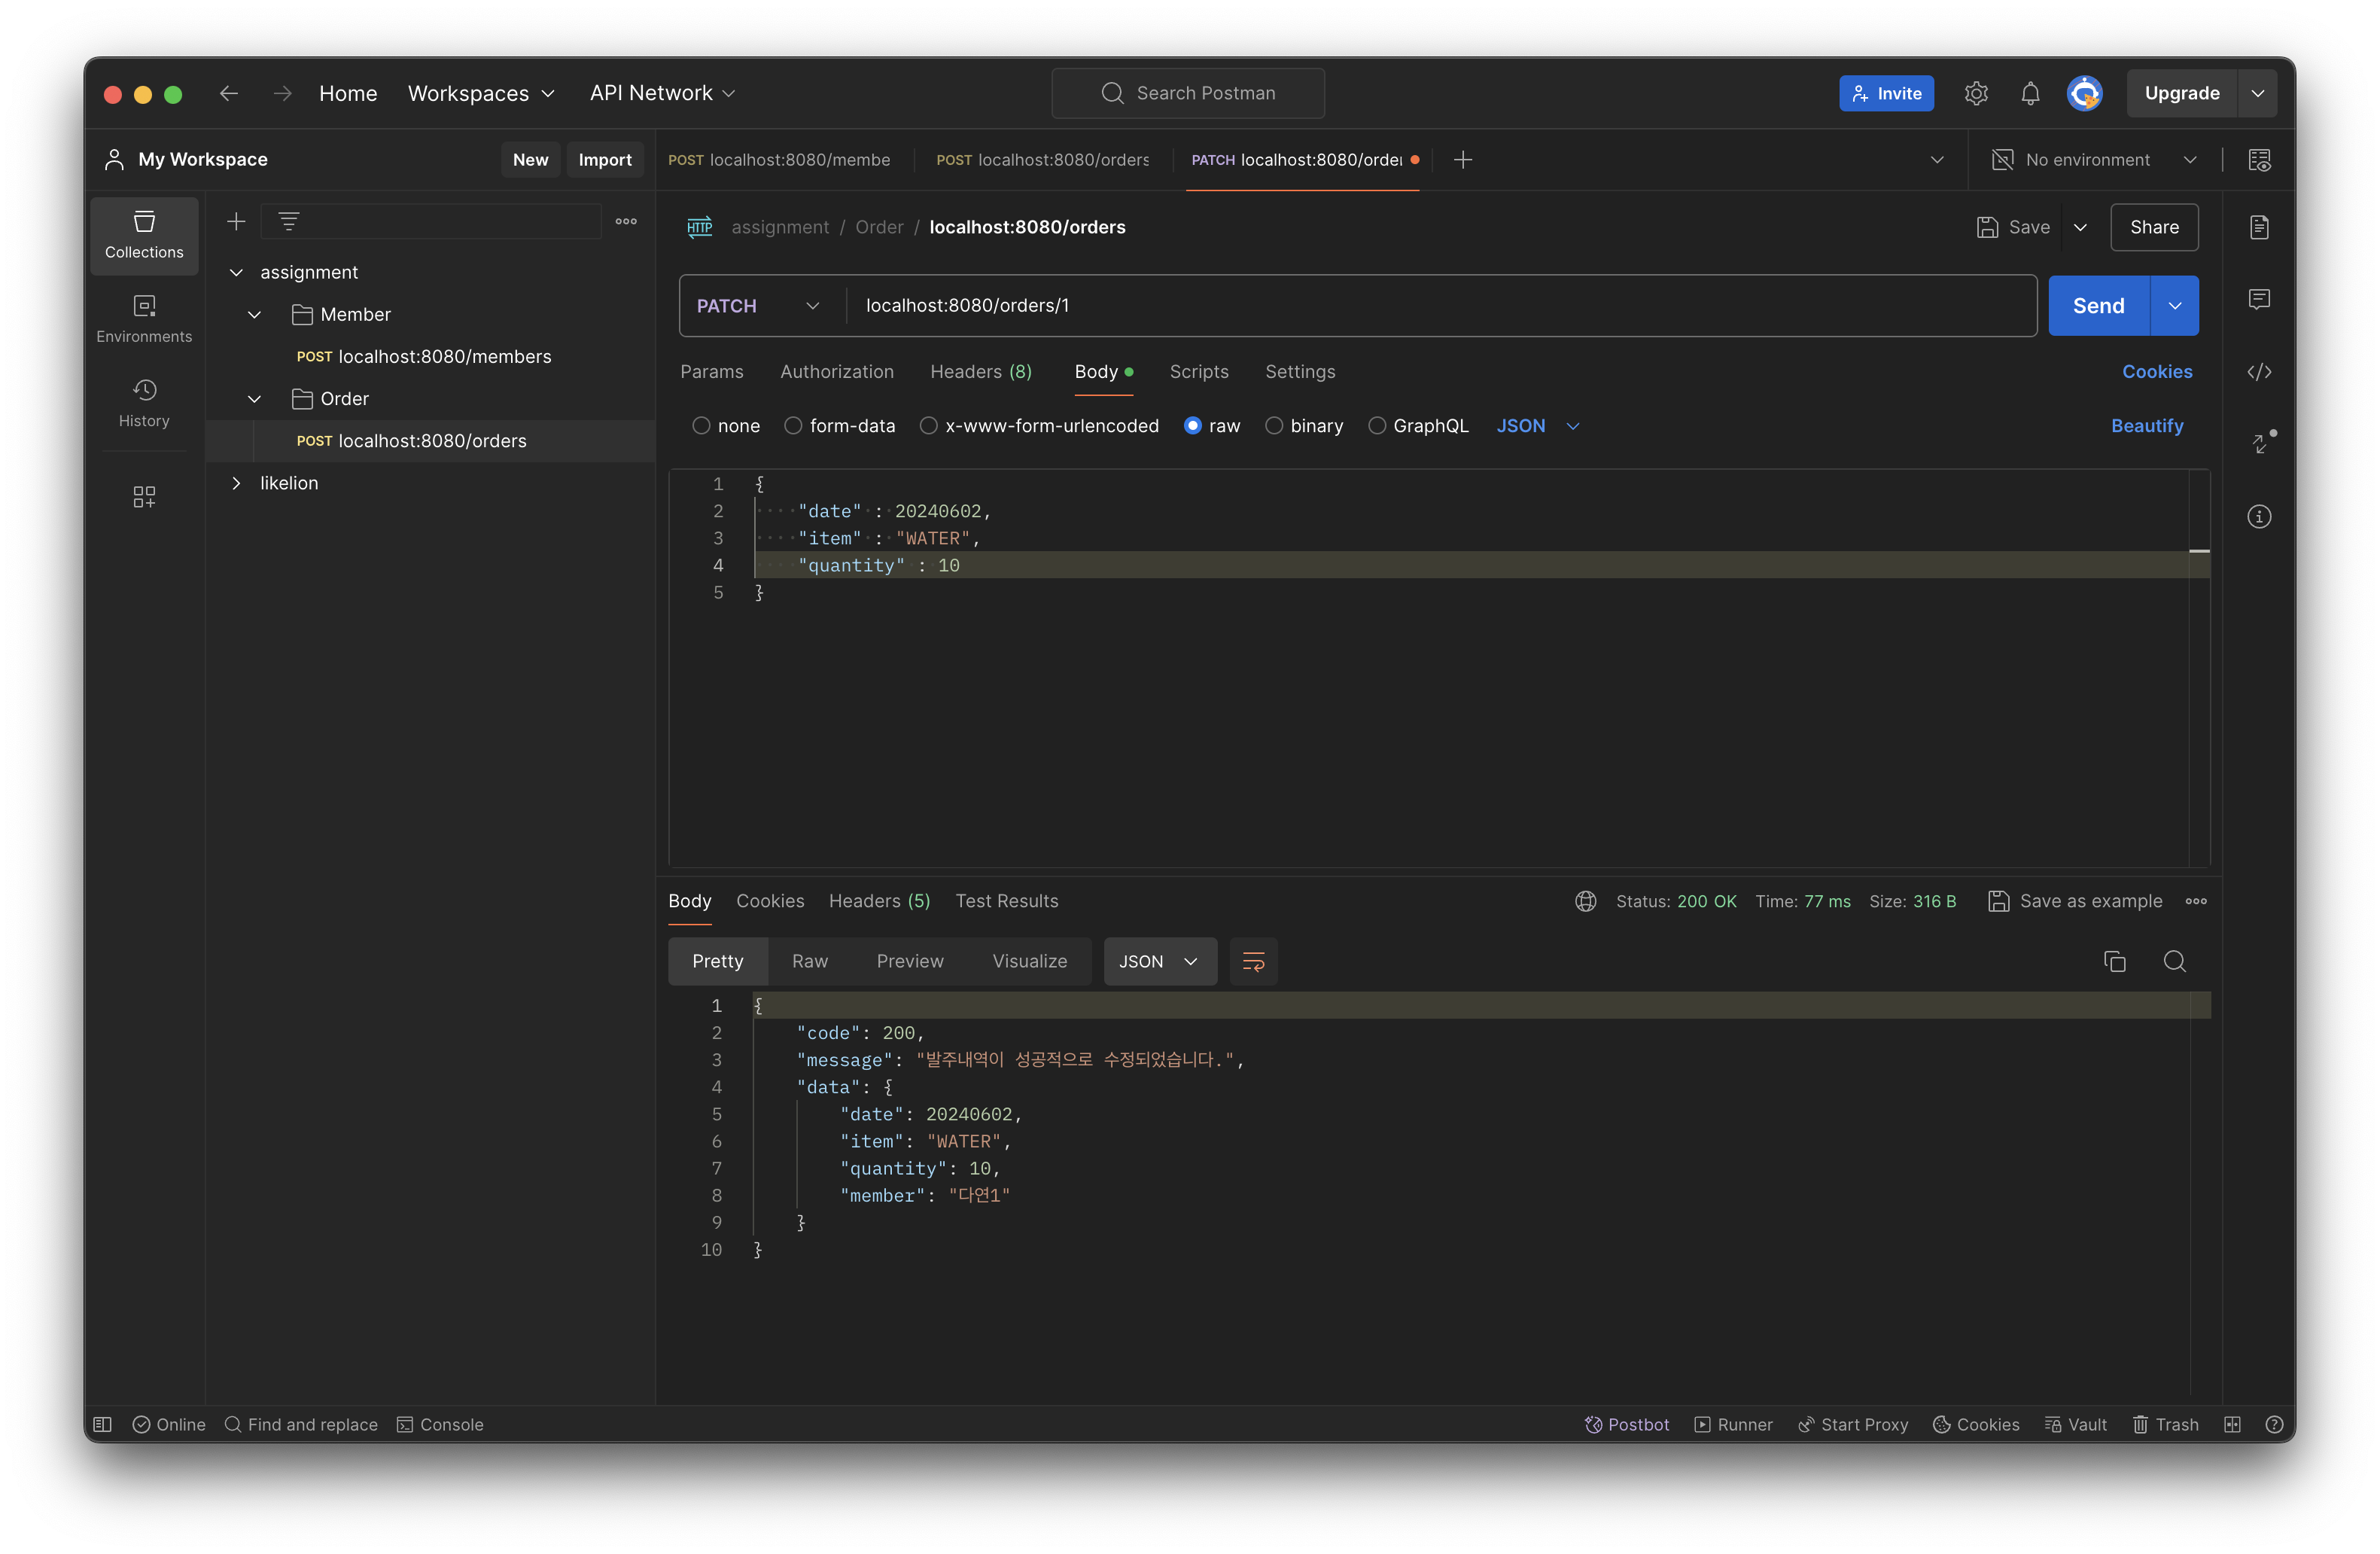 Home Workspaces API Network Search Postman Invite Upgrade
My Workspace New Import POST localhost:8080/membe POST localhost:8080/orders PATCH localhost:8080/order No environment
Collections
Environments
History
assignment
Member
POST localhost:8080/members
Order
POST localhost:8080/orders
likelion
HTTP assignment / Order / localhost:8080/orders Save Share
PATCH localhost:8080/orders/1 Send
Params Authorization Headers (8) Body Scripts Settings Cookies
none form-data x-www-form-urlencoded raw binary GraphQL JSON Beautify
1 {
2 "date" : 20240602,
3 "item" : "WATER",
4 "quantity" : 10
5 }
Body Cookies Headers (5) Test Results Status: 200 OK Time: 77 ms Size: 316 B Save as example
Pretty Raw Preview Visualize JSON
1 {
2 "code": 200,
3 "message": "발주내역이 성공적으로 수정되었습니다.",
4 "data": {
5 "date": 20240602,
6 "item": "WATER",
7 "quantity": 10,
8 "member": "다연1"
9 }
10 }
Online Find and replace Console Postbot Runner Start Proxy Cookies Vault Trash